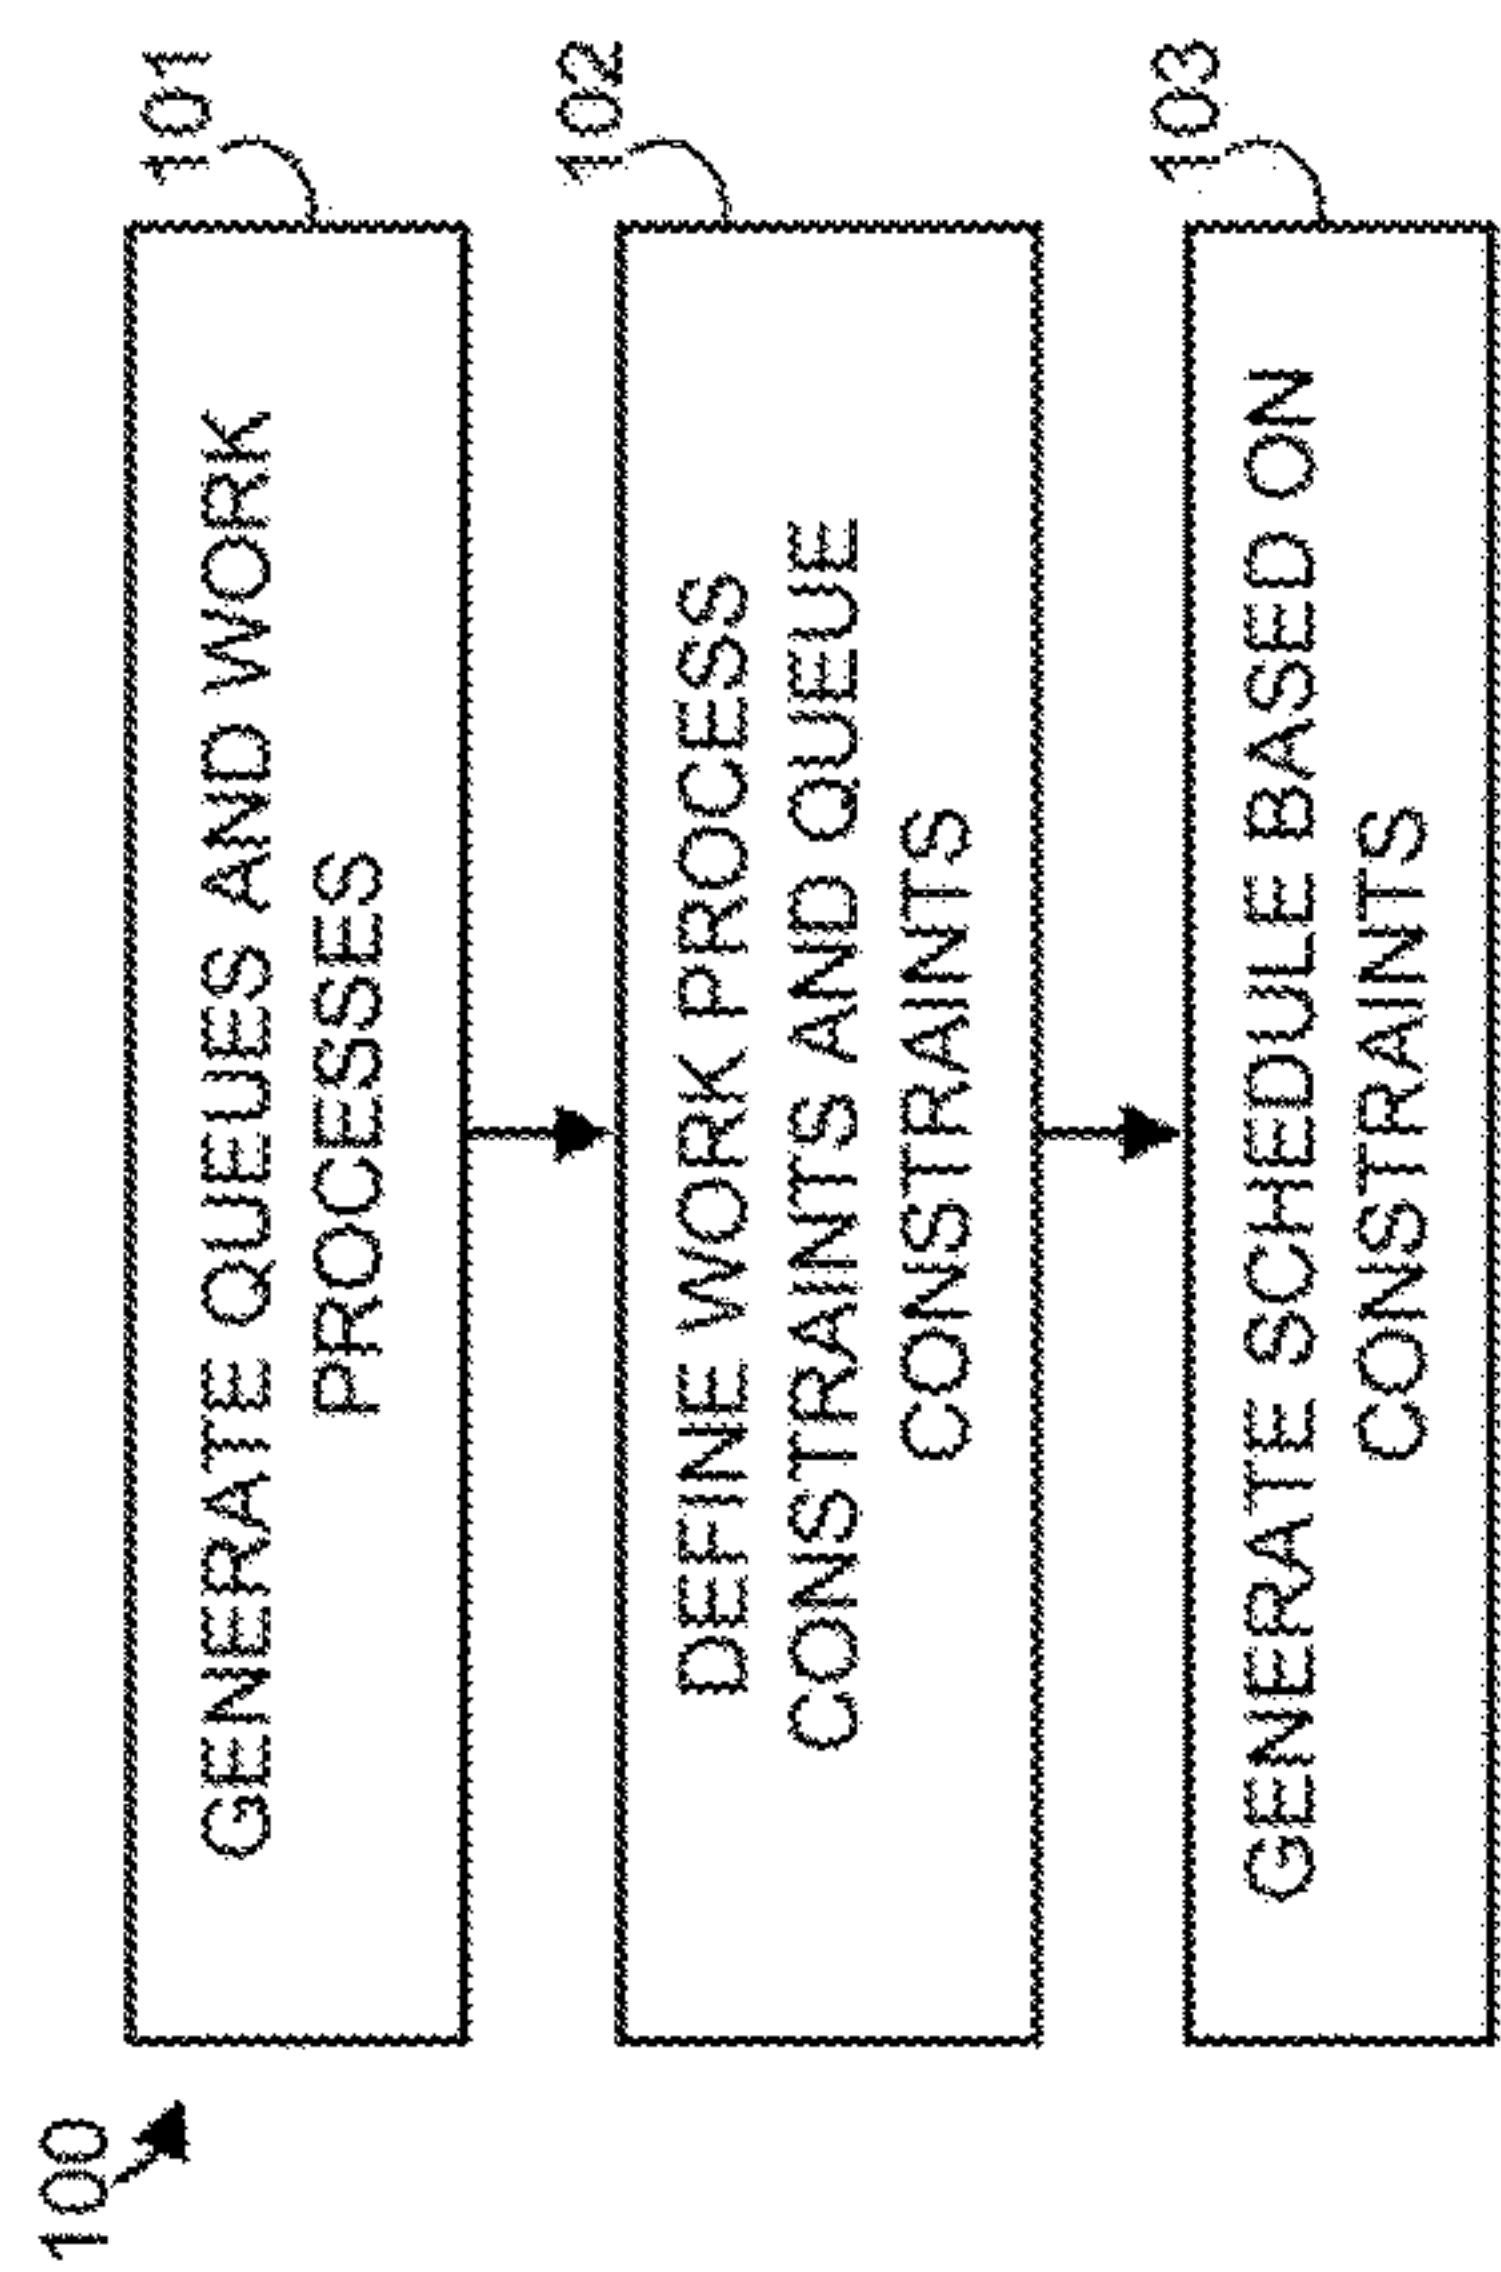 100
101
GENERATE QUEUES AND WORK
PROCESSES
102
DEFINE WORK PROCESS
CONSTRAINTS AND QUEUE
CONSTRAINTS
103
GENERATE SCHEDULE BASED ON
CONSTRAINTS